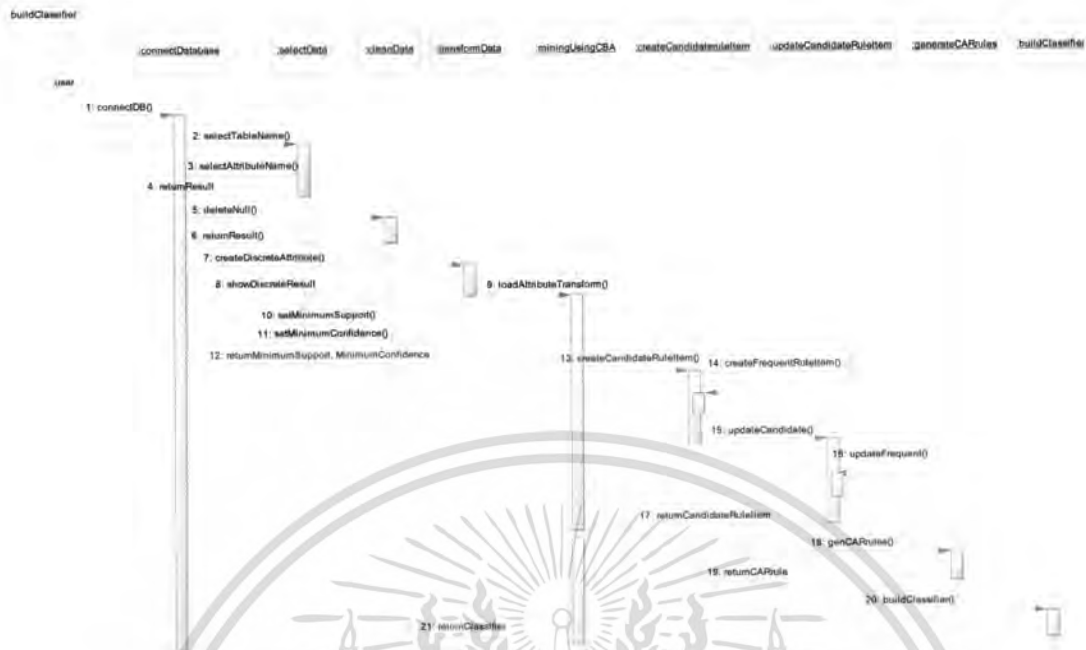 buildClassifier
:connectDatabase
:selectData
:cleanData
:transformData
:miningUsingCBA
:createCandidateruleItem
:updateCandidateRuleItem
:generateCARrules
:buildClassifier
user
1: connectDB()
2: selectTableName()
3: selectAttributeName()
4: returnResult
5: deleteNull()
6: returnResult()
7: createDiscreteAttribute()
8: showDiscreteResult
9: loadAttributeTransform()
10: setMinimumSupport()
11: setMinimumConfidence()
12: returnMinimumSupport, MinimumConfidence
13: createCandidateRuleItem()
14: createFrequentRuleItem()
15: updateCandidate()
16: updateFrequent()
17: returnCandidateRuleItem
18: genCARrules()
19: returnCARrule
20: buildClassifier()
21: returnClassifier